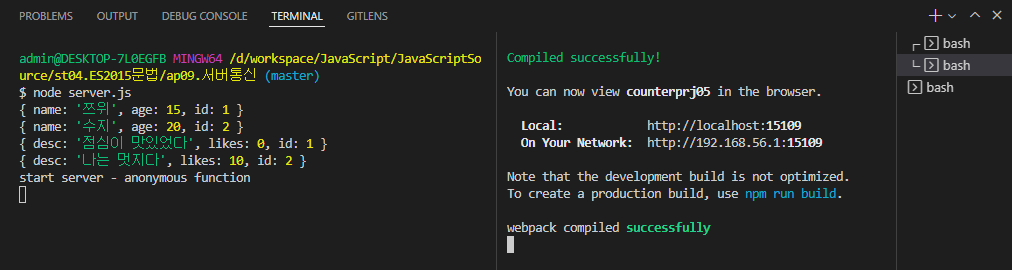 PROBLEMS OUTPUT DEBUG CONSOLE TERMINAL GITLENS
admin@DESKTOP-7L0EGFB MINGW64 /d/workspace/JavaScript/JavaScriptSo
urce/st04.ES2015문법/ap09.서버통신 (master)
$ node server.js
{ name: '쯔위', age: 15, id: 1 }
{ name: '수지', age: 20, id: 2 }
{ desc: '점심이 맛있었다', likes: 0, id: 1 }
{ desc: '나는 멋지다', likes: 10, id: 2 }
start server - anonymous function
Compiled successfully!
You can now view counterprj05 in the browser.
Local: http://localhost:15109
On Your Network: http://192.168.56.1:15109
Note that the development build is not optimized.
To create a production build, use npm run build.
webpack compiled successfully
bash
bash
bash